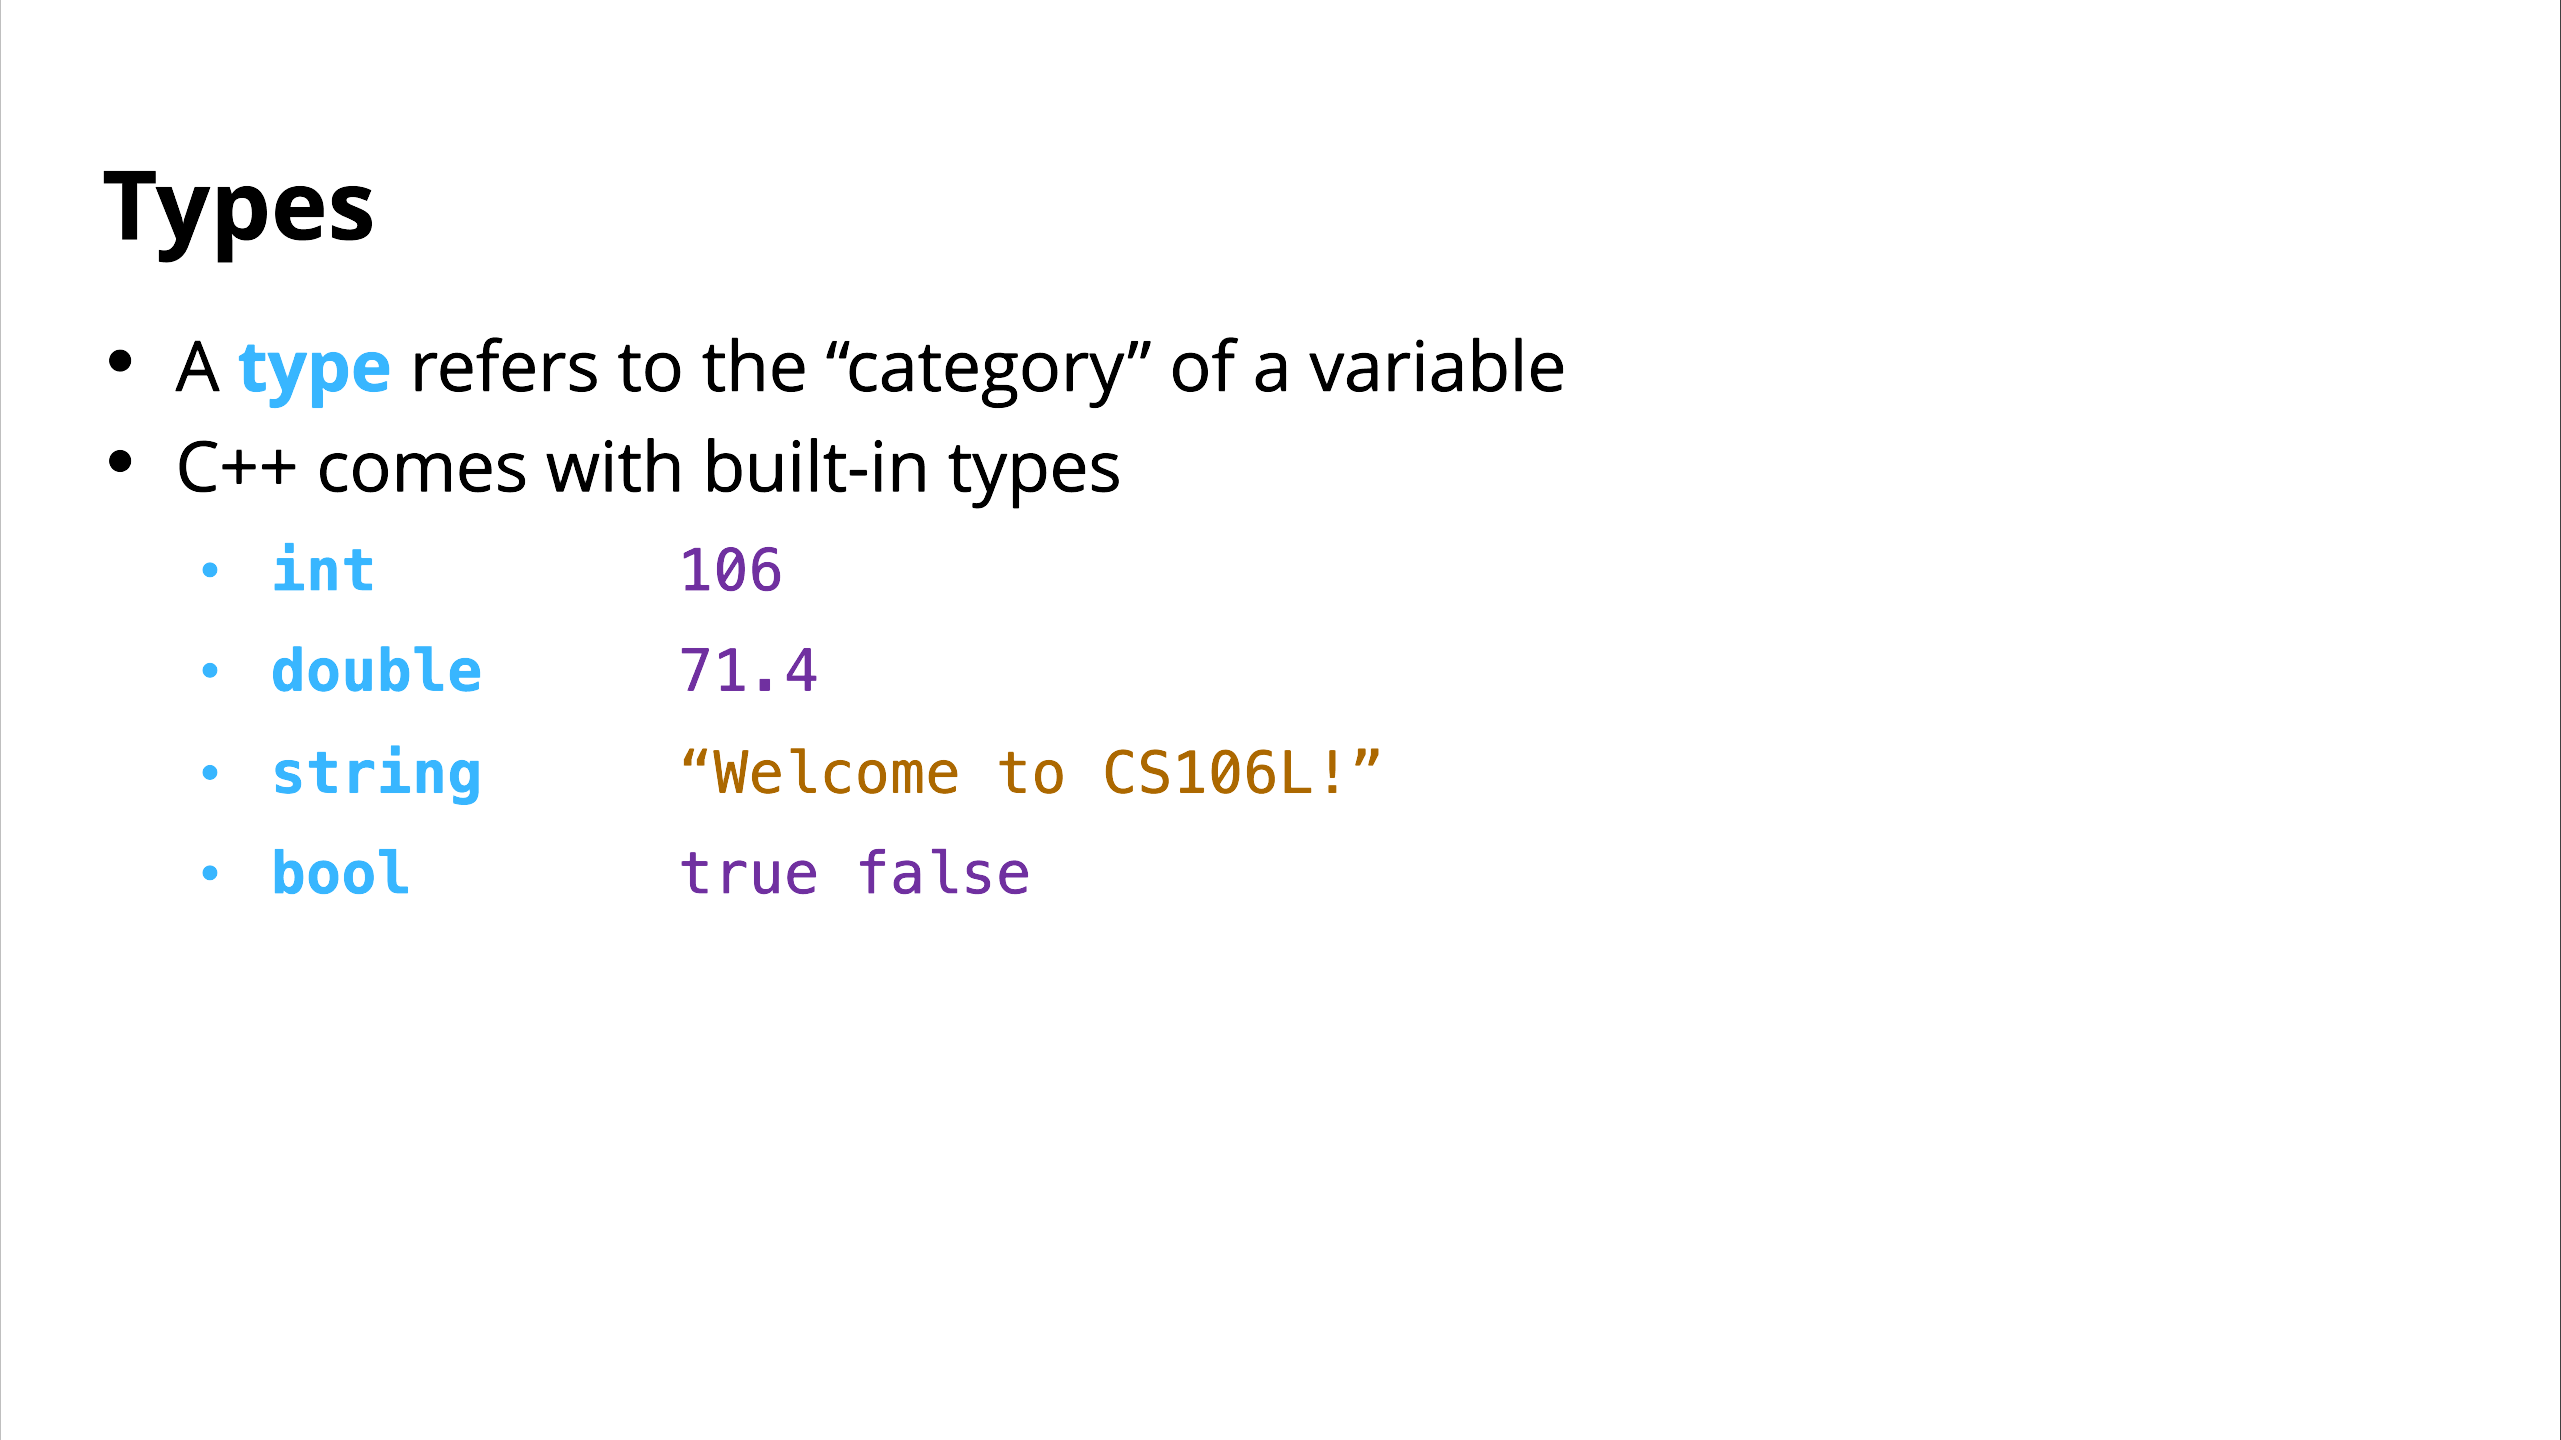 Types
• A type refers to the “category” of a variable
• C++ comes with built-in types
• int 106
• double 71.4
• string “Welcome to CS106L!”
• bool true false